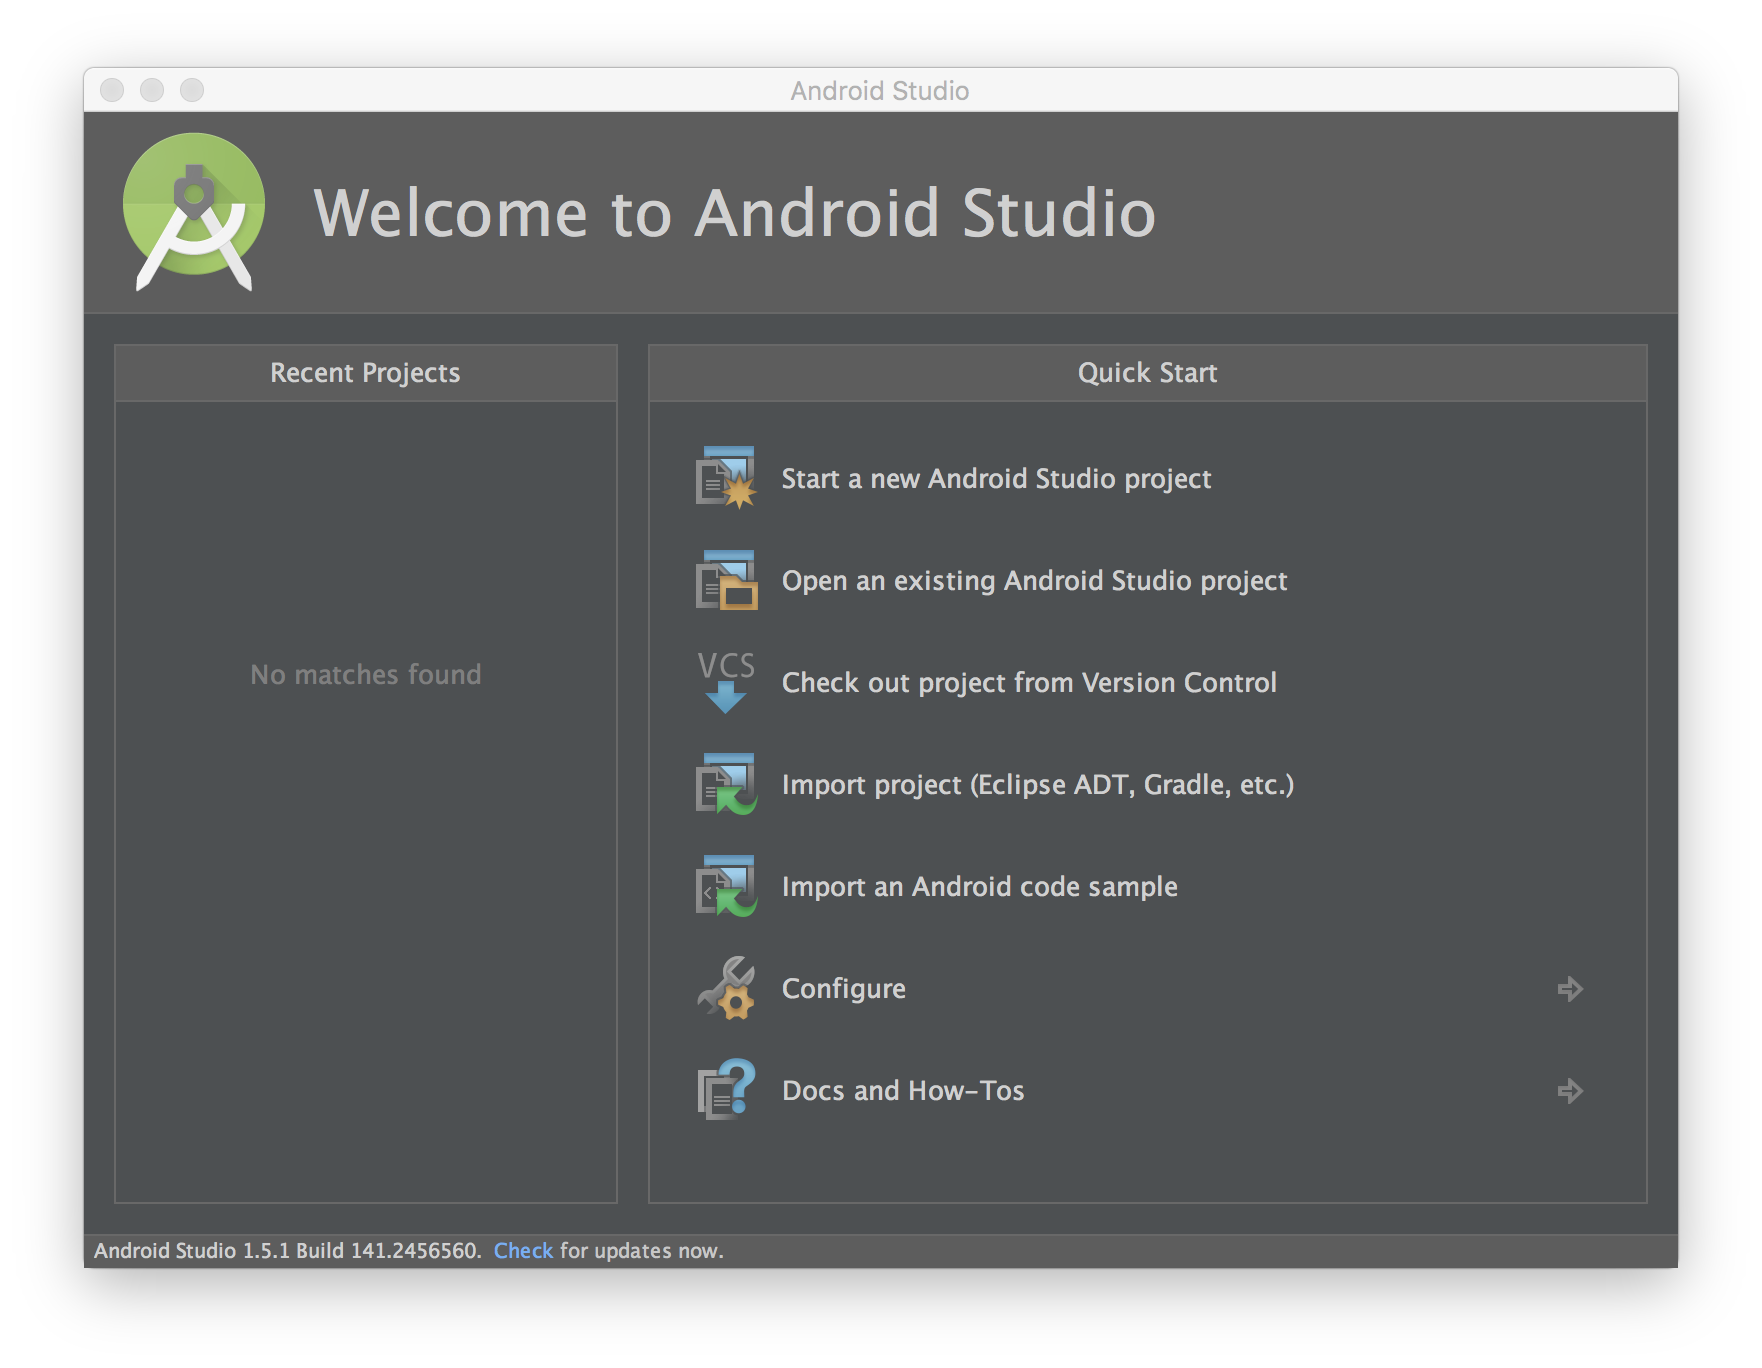 Android Studio
Welcome to Android Studio
Recent Projects
No matches found
Quick Start
Start a new Android Studio project
Open an existing Android Studio project
VCS
Check out project from Version Control
Import project (Eclipse ADT, Gradle, etc.)
Import an Android code sample
Configure
Docs and How-Tos
Android Studio 1.5.1 Build 141.2456560. Check for updates now.